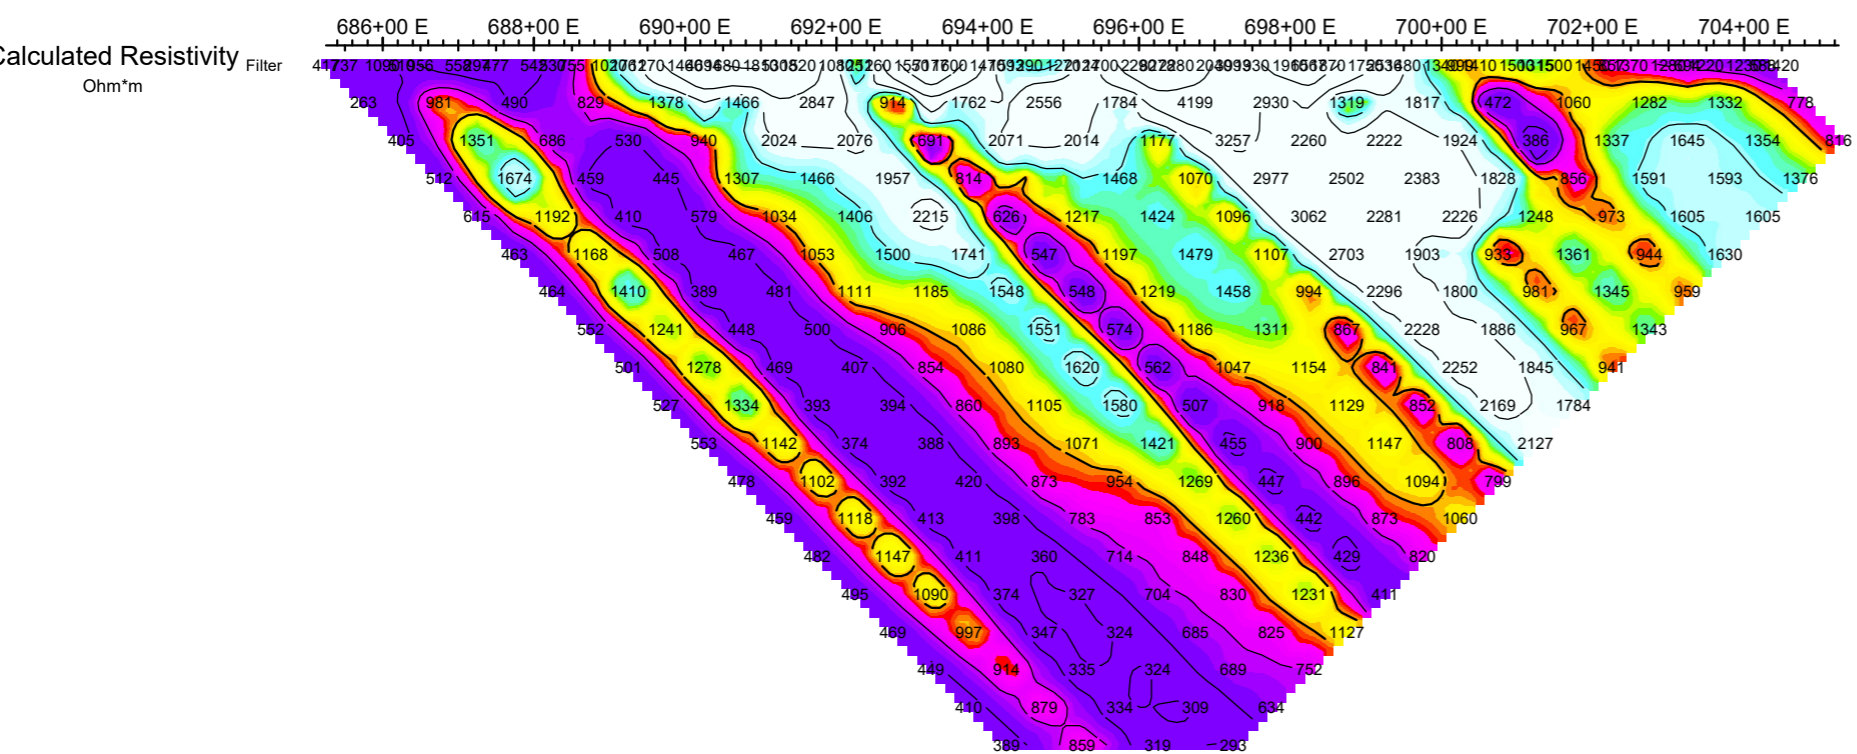 686+00 E 688+00 E 690+00 E 692+00 E 694+00 E 696+00 E 698+00 E 700+00 E 702+00 E 704+00 E
Calculated Resistivity Filter
Ohm*m
263 981 490 829 1378 1466 2847 914 1762 2556 1784 4199 2930 1319 1817 472 1060 1282 1332 778
405 1351 686 530 940 2024 2076 691 2071 2014 1177 3257 2260 2222 1924 386 1337 1645 1354 816
512 1674 459 445 1307 1466 1957 814 1468 1070 2977 2502 2383 1828 856 1591 1593 1376
615 1192 410 579 1034 1406 2215 626 1217 1424 1096 3062 2281 2226 1248 973 1605 1605
463 1168 508 467 1053 1500 1741 547 1197 1479 1107 2703 1903 933 1361 944 1630
464 1410 389 481 1111 1185 1548 548 1219 1458 994 2296 1800 981 1345 959
552 1241 448 500 906 1086 1551 574 1186 1311 867 2228 1886 967 1343
501 1278 469 407 854 1080 1620 562 1047 1154 841 2252 1845 941
527 1334 393 394 860 1105 1580 507 918 1129 852 2169 1784
553 1142 374 388 893 1071 1421 455 900 1147 808 2127
478 1102 392 420 873 954 1269 447 896 1094 799
459 1118 413 398 783 853 1260 442 873 1060
482 1147 411 360 714 848 1236 429 820
495 1090 374 327 704 830 1231 411
469 997 347 324 685 825 1127
449 914 335 324 689 752
410 879 334 309 634
389 859 319 293